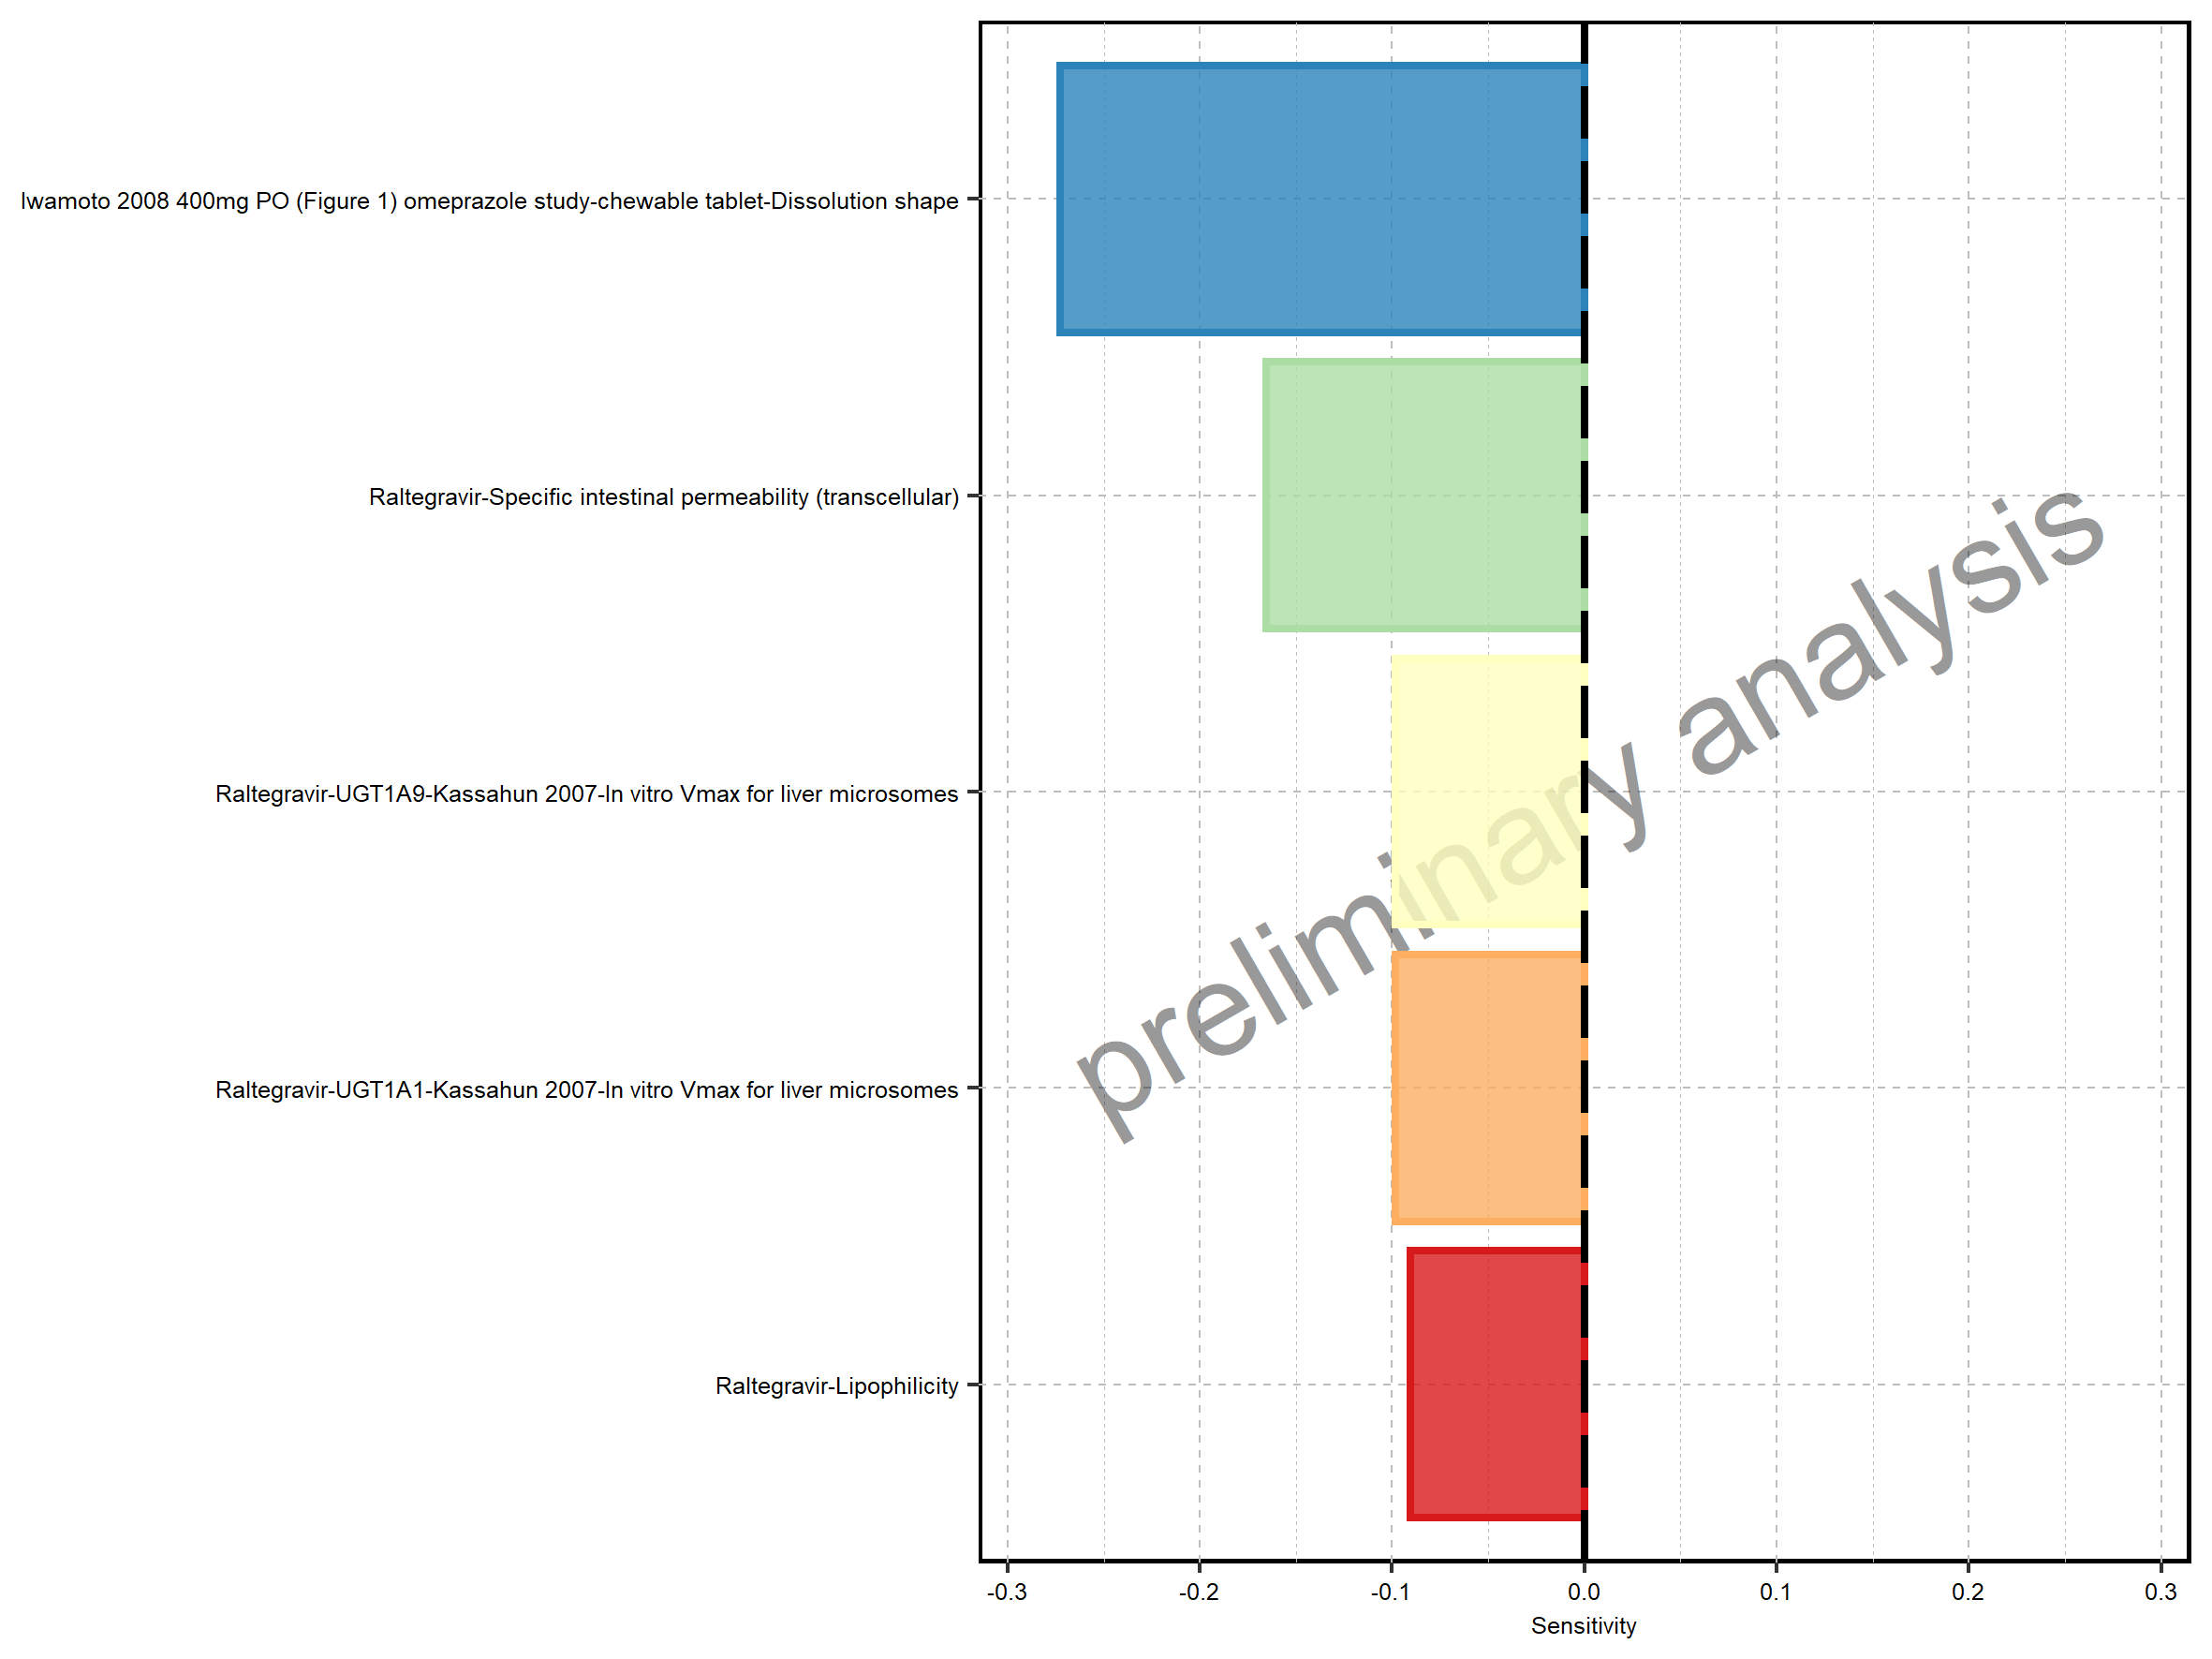 Iwamoto 2008 400mg PO (Figure 1) omeprazole study-chewable tablet-Dissolution shape
Raltegravir-Specific intestinal permeability (transcellular)
Raltegravir-UGT1A9-Kassahun 2007-In vitro Vmax for liver microsomes
Raltegravir-UGT1A1-Kassahun 2007-In vitro Vmax for liver microsomes
Raltegravir-Lipophilicity
preliminary analysis
-0.3 -0.2 -0.1 0.0 0.1 0.2 0.3
Sensitivity